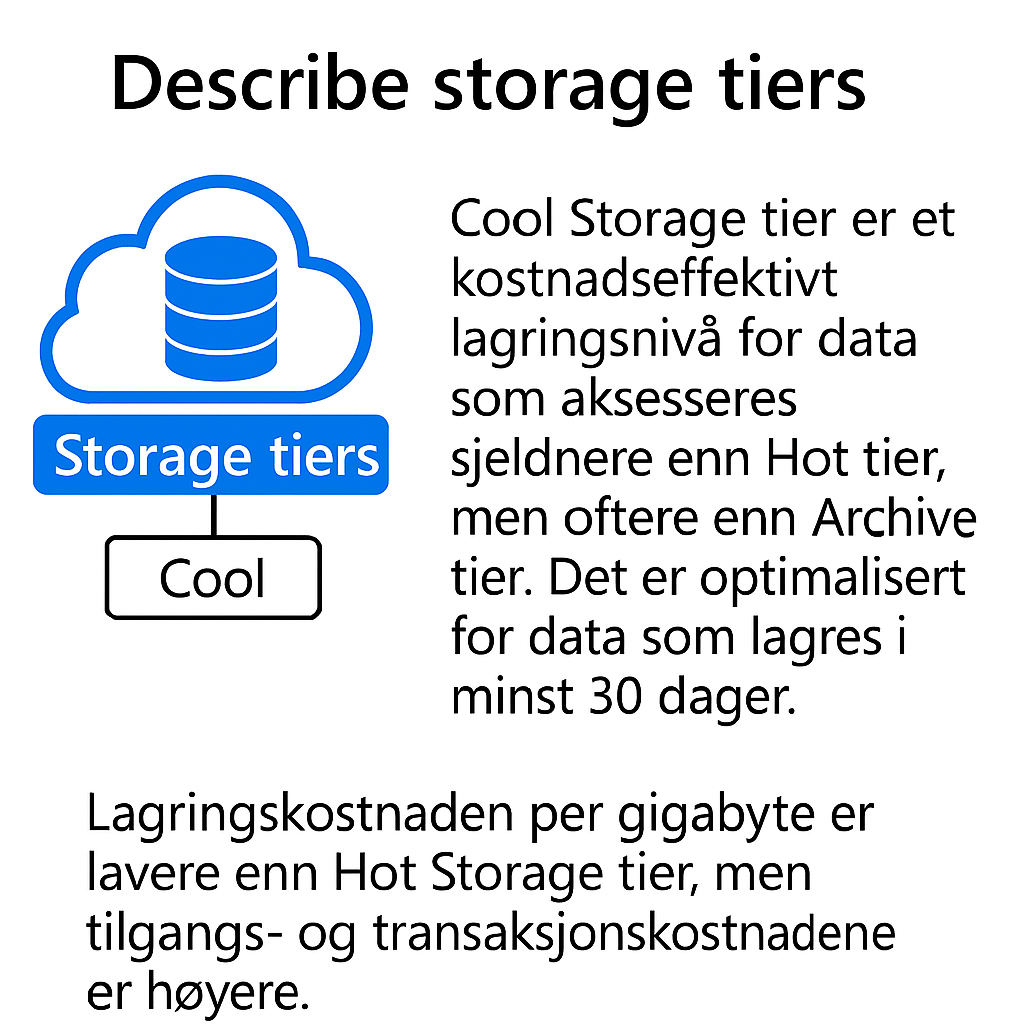 Describe storage tiers
Storage tiers
Cool
Cool Storage tier er et
kostnadseffektivt
lagringsnivå for data
som aksesseres
sjeldnere enn Hot tier,
men oftere enn Archive
tier. Det er optimalisert
for data som lagres i
minst 30 dager.
Lagringskostnaden per gigabyte er
lavere enn Hot Storage tier, men
tilgangs- og transaksjonskostnadene
er høyere.